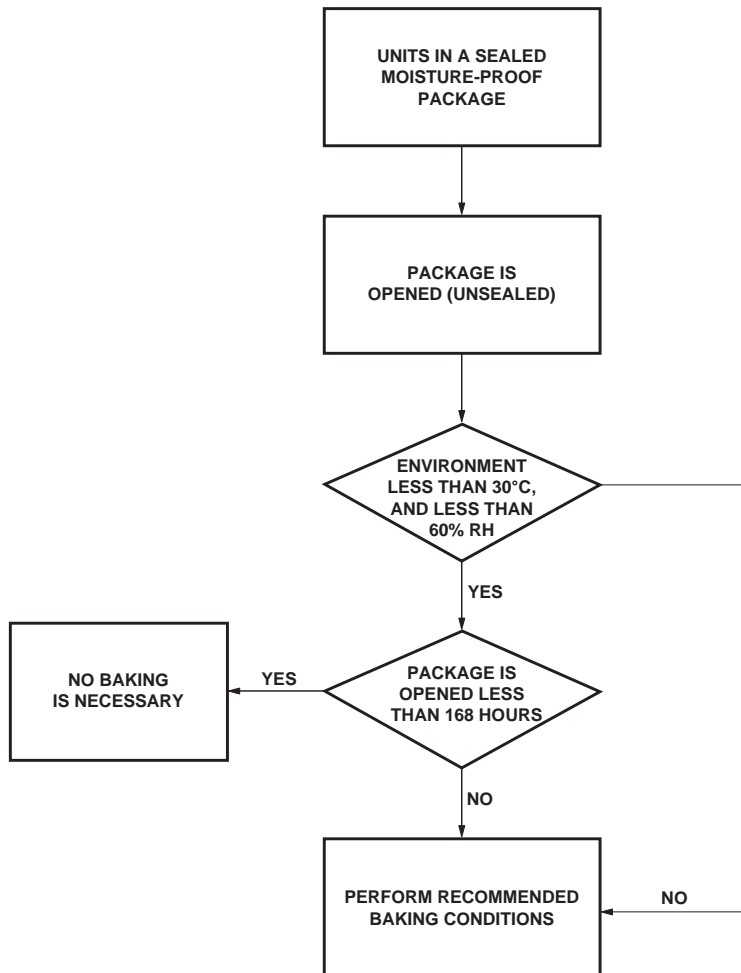 UNITS IN A SEALED
MOISTURE-PROOF
PACKAGE
PACKAGE IS
OPENED (UNSEALED)
ENVIRONMENT
LESS THAN 30°C,
AND LESS THAN
60% RH
YES
NO BAKING
IS NECESSARY
YES
PACKAGE IS
OPENED LESS
THAN 168 HOURS
NO
PERFORM RECOMMENDED
BAKING CONDITIONS
NO